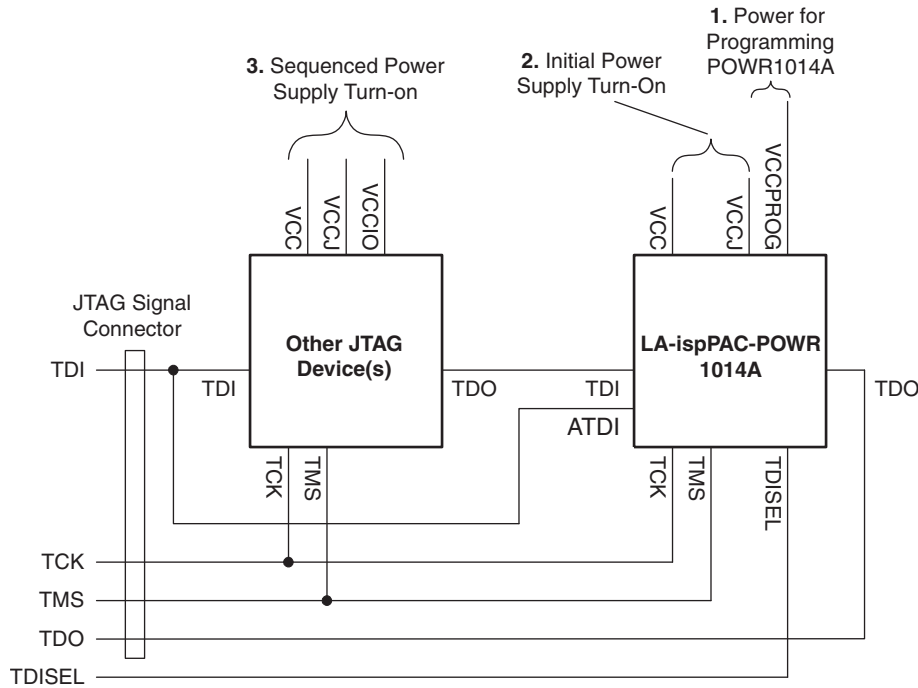 1. Power for
Programming
POWR1014A
2. Initial Power
Supply Turn-On
3. Sequenced Power
Supply Turn-on
VCC
VCCJ
VCCIO
VCC
VCCJ
VCCPROG
JTAG Signal
Connector
Other JTAG
Device(s)
LA-ispPAC-POWR
1014A
TDI
TDI
TDO
TDI
TDO
ATDI
TCK
TMS
TCK
TMS
TDISEL
TCK
TMS
TDO
TDISEL